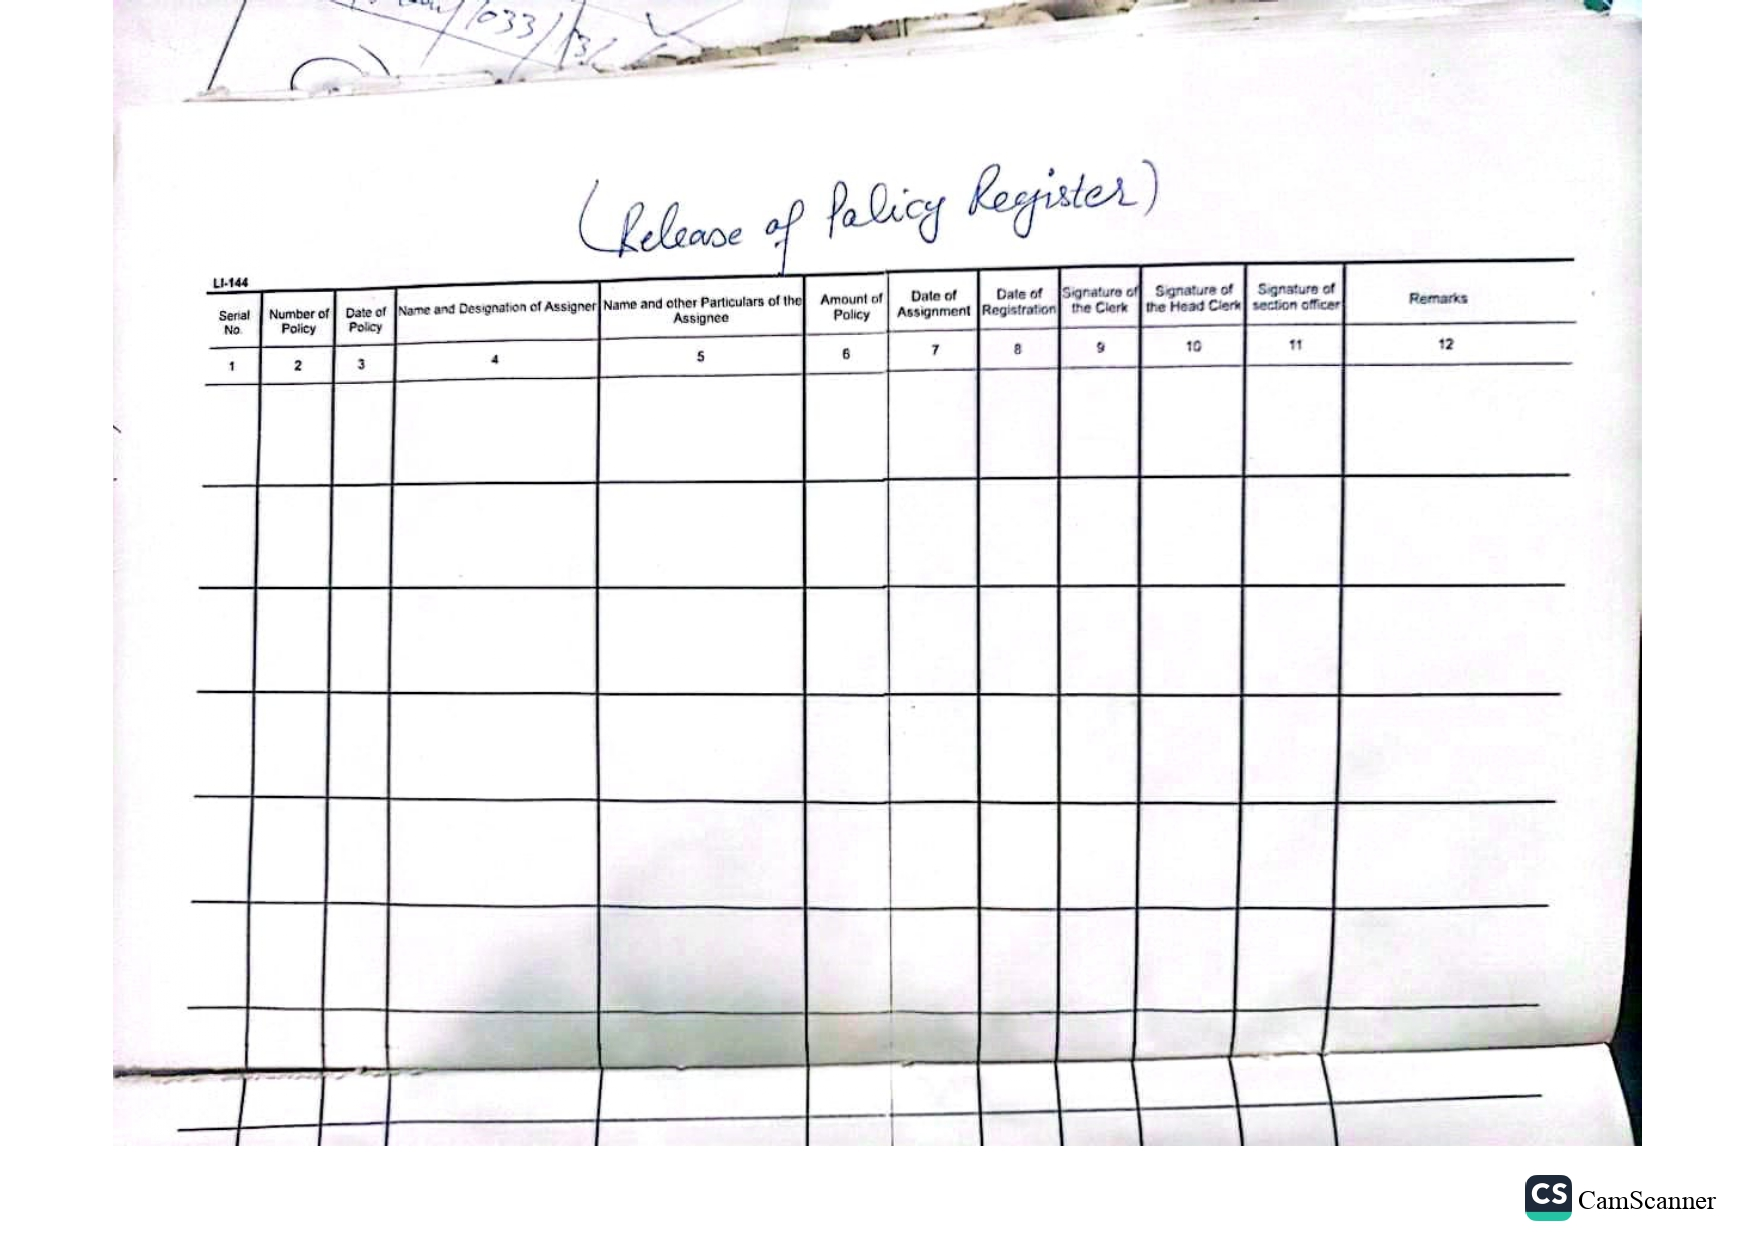 /033/
(Release of Policy Register)
LI-144
Serial No. Number of Policy Date of Policy Name and Designation of Assigner Name and other Particulars of the Assignee Amount of Policy Date of Assignment Date of Registration Signature of the Clerk Signature of the Head Clerk Signature of section officer Remarks
1 2 3 4 5 6 7 8 9 10 11 12
CS CamScanner